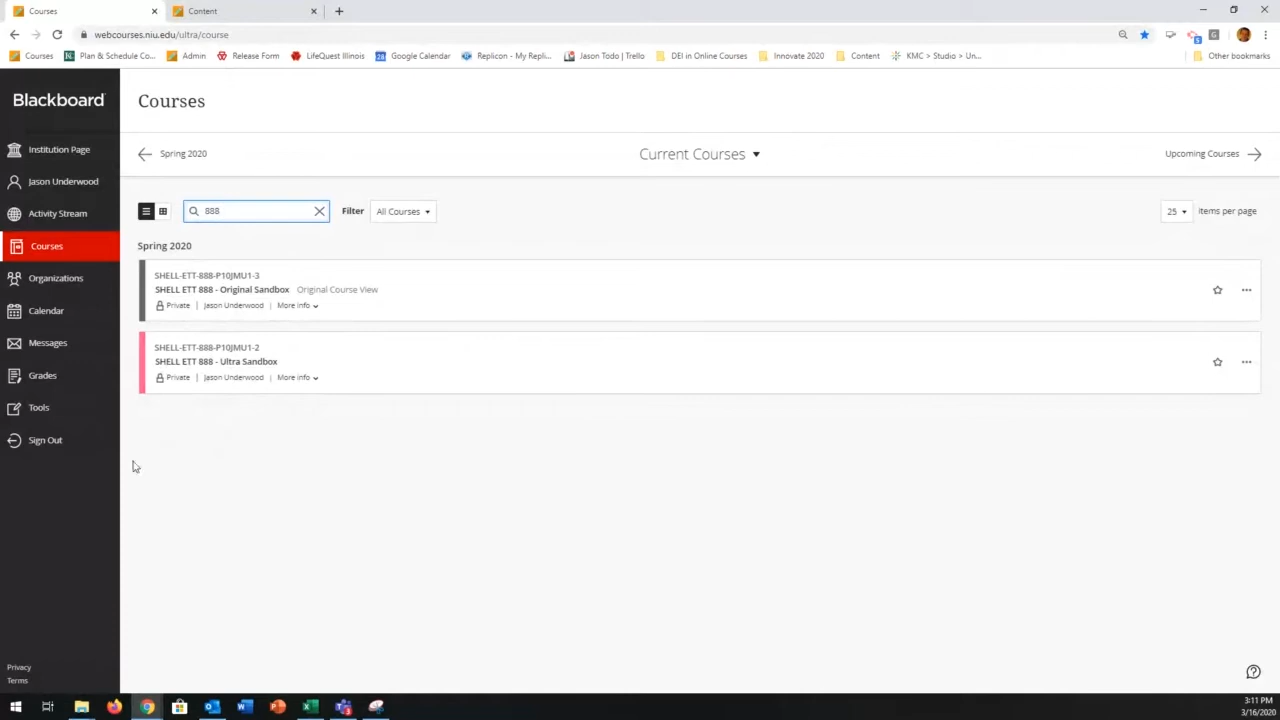 Courses
Content
webcourses.niu.edu/ultra/course
Courses
Plan & Schedule Co...
Admin
Release Form
LifeQuest Illinois
Google Calendar
Replicon - My Repli...
Jason Todo | Trello
DEI in Online Courses
Innovate 2020
Content
KMC > Studio > Un...
Other bookmarks
Blackboard
Institution Page
Jason Underwood
Activity Stream
Courses
Organizations
Calendar
Messages
Grades
Tools
Sign Out
Privacy
Terms
Courses
Spring 2020
Current Courses
Upcoming Courses
888
Filter
All Courses
25
items per page
Spring 2020
SHELL-ETT-888-P10JMU1-3
SHELL ETT 888 - Original Sandbox Original Course View
Private | Jason Underwood | More info
SHELL-ETT-888-P10JMU1-2
SHELL ETT 888 - Ultra Sandbox
Private | Jason Underwood | More info
3:11 PM
3/16/2020